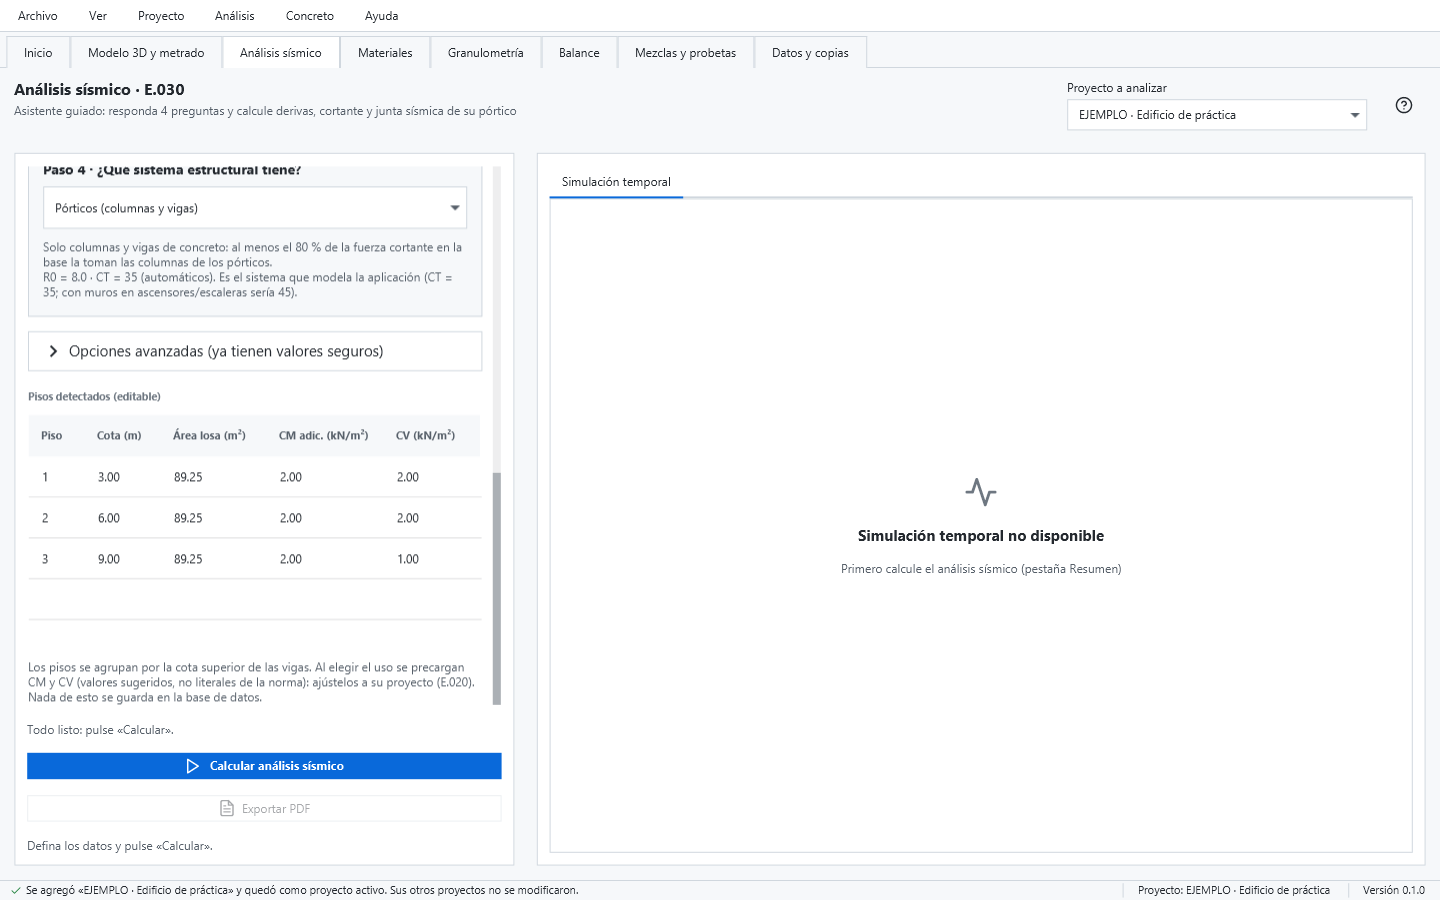 Archivo Ver Proyecto Análisis Concreto Ayuda
Inicio Modelo 3D y metrado Análisis sísmico Materiales Granulometría Balance Mezclas y probetas Datos y copias
Análisis sísmico · E.030
Asistente guiado: responda 4 preguntas y calcule derivas, cortante y junta sísmica de su pórtico
Proyecto a analizar
EJEMPLO · Edificio de práctica
Paso 4 · ¿Qué sistema estructural tiene?
Pórticos (columnas y vigas)
Solo columnas y vigas de concreto: al menos el 80 % de la fuerza cortante en la
base la toman las columnas de los pórticos.
R0 = 8.0 · CT = 35 (automáticos). Es el sistema que modela la aplicación (CT =
35; con muros en ascensores/escaleras sería 45).
Opciones avanzadas (ya tienen valores seguros)
Pisos detectados (editable)
Piso Cota (m) Área losa (m²) CM adic. (kN/m²) CV (kN/m²)
1 3.00 89.25 2.00 2.00
2 6.00 89.25 2.00 2.00
3 9.00 89.25 2.00 1.00
Los pisos se agrupan por la cota superior de las vigas. Al elegir el uso se precargan
CM y CV (valores sugeridos, no literales de la norma): ajústelos a su proyecto (E.020).
Nada de esto se guarda en la base de datos.
Todo listo: pulse «Calcular».
Calcular análisis sísmico
Exportar PDF
Defina los datos y pulse «Calcular».
Simulación temporal
Simulación temporal no disponible
Primero calcule el análisis sísmico (pestaña Resumen)
Se agregó «EJEMPLO · Edificio de práctica» y quedó como proyecto activo. Sus otros proyectos no se modificaron.
Proyecto: EJEMPLO · Edificio de práctica
Versión 0.1.0